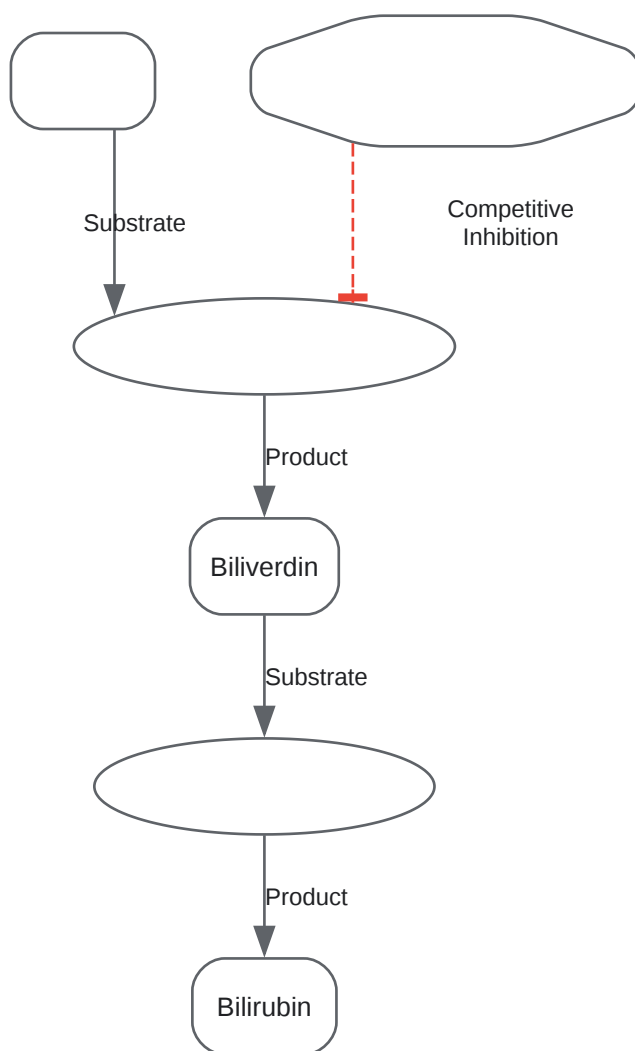 Substrate
Competitive
Inhibition
Product
Biliverdin
Substrate
Product
Bilirubin